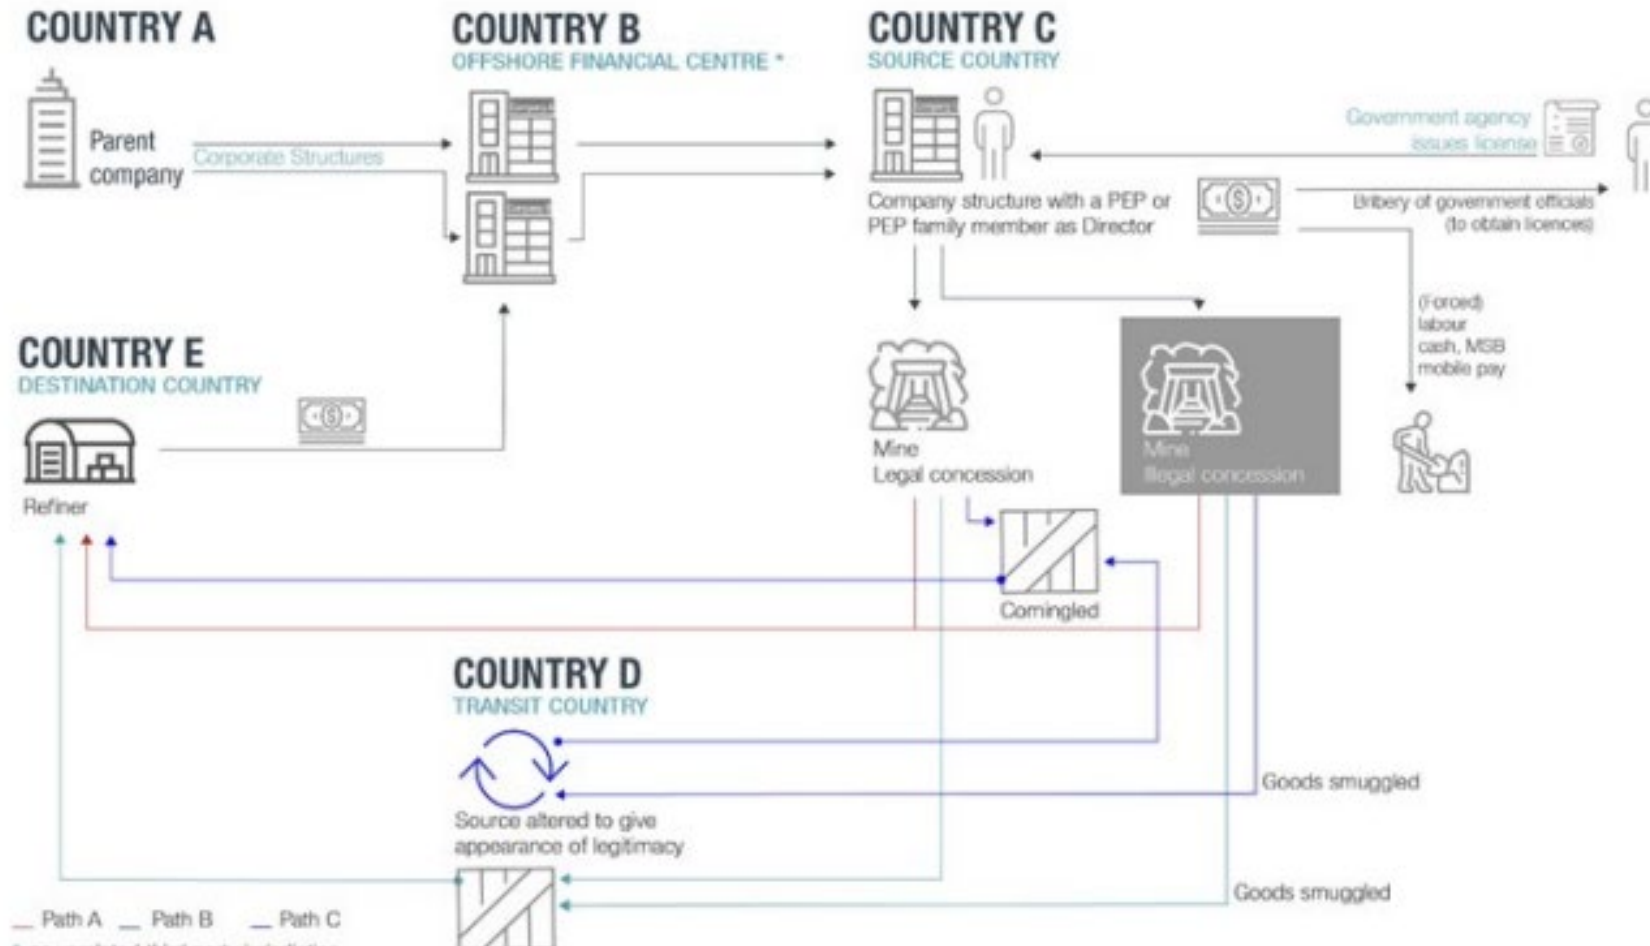 COUNTRY A
Parent
company
Corporate Structures
COUNTRY B
OFFSHORE FINANCIAL CENTRE *
COUNTRY C
SOURCE COUNTRY
Company structure with a PEP or
PEP family member as Director
Government agency
issues license
Bribery of government officials
(to obtain licences)
(Forced)
labour
cash, MSB
mobile pay
COUNTRY E
DESTINATION COUNTRY
Refiner
Mine
Legal concession
Mine
Illegal concession
Comingled
COUNTRY D
TRANSIT COUNTRY
Source altered to give
appearance of legitimacy
Goods smuggled
Goods smuggled
Path A
Path B
Path C